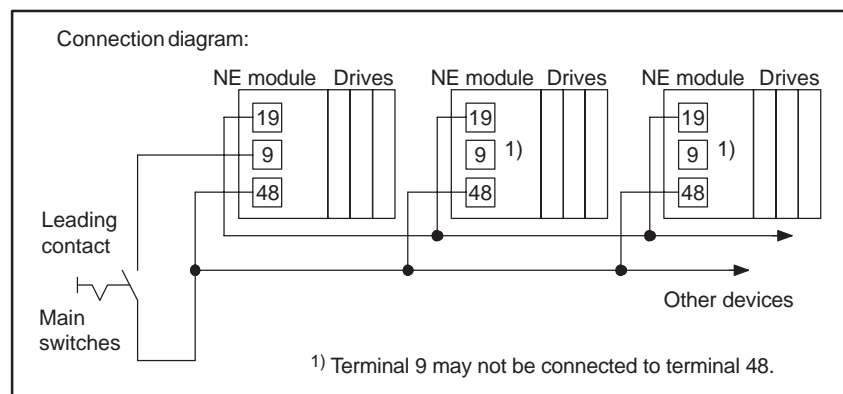 Connection diagram:
NE module Drives NE module Drives NE module Drives
19 19 19
9 9 1) 9 1)
48 48 48
Leading
contact
Main
switches
Other devices
1) Terminal 9 may not be connected to terminal 48.